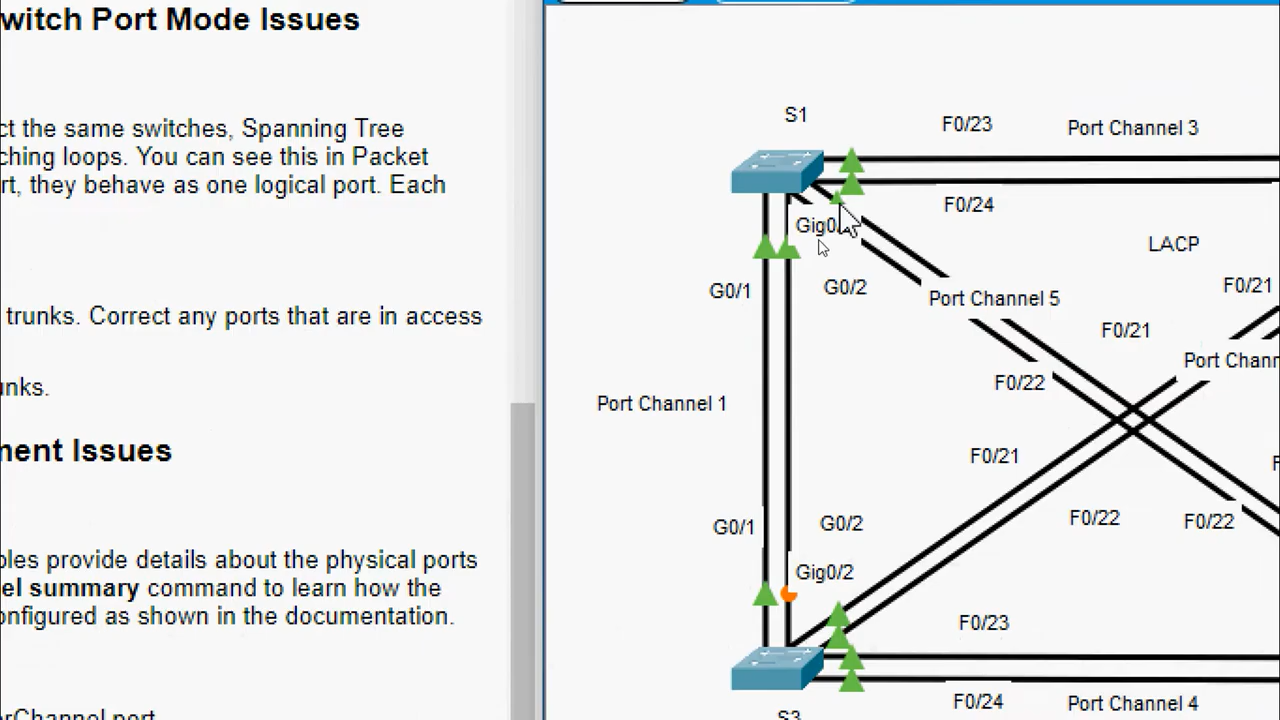 witch Port Mode Issues
ct the same switches, Spanning Tree
ching loops. You can see this in Packet
rt, they behave as one logical port. Each
trunks. Correct any ports that are in access
unks.
ment Issues
bles provide details about the physical ports
el summary command to learn how the
onfigured as shown in the documentation.
erChannel port
S1
F0/23
Port Channel 3
F0/24
Gig0/
LACP
G0/1
G0/2
F0/21
Port Channel 5
F0/21
Port Chann
F0/22
Port Channel 1
F0/21
F0/22
F0/22
G0/1
G0/2
Gig0/2
F0/23
F0/24
Port Channel 4
S3